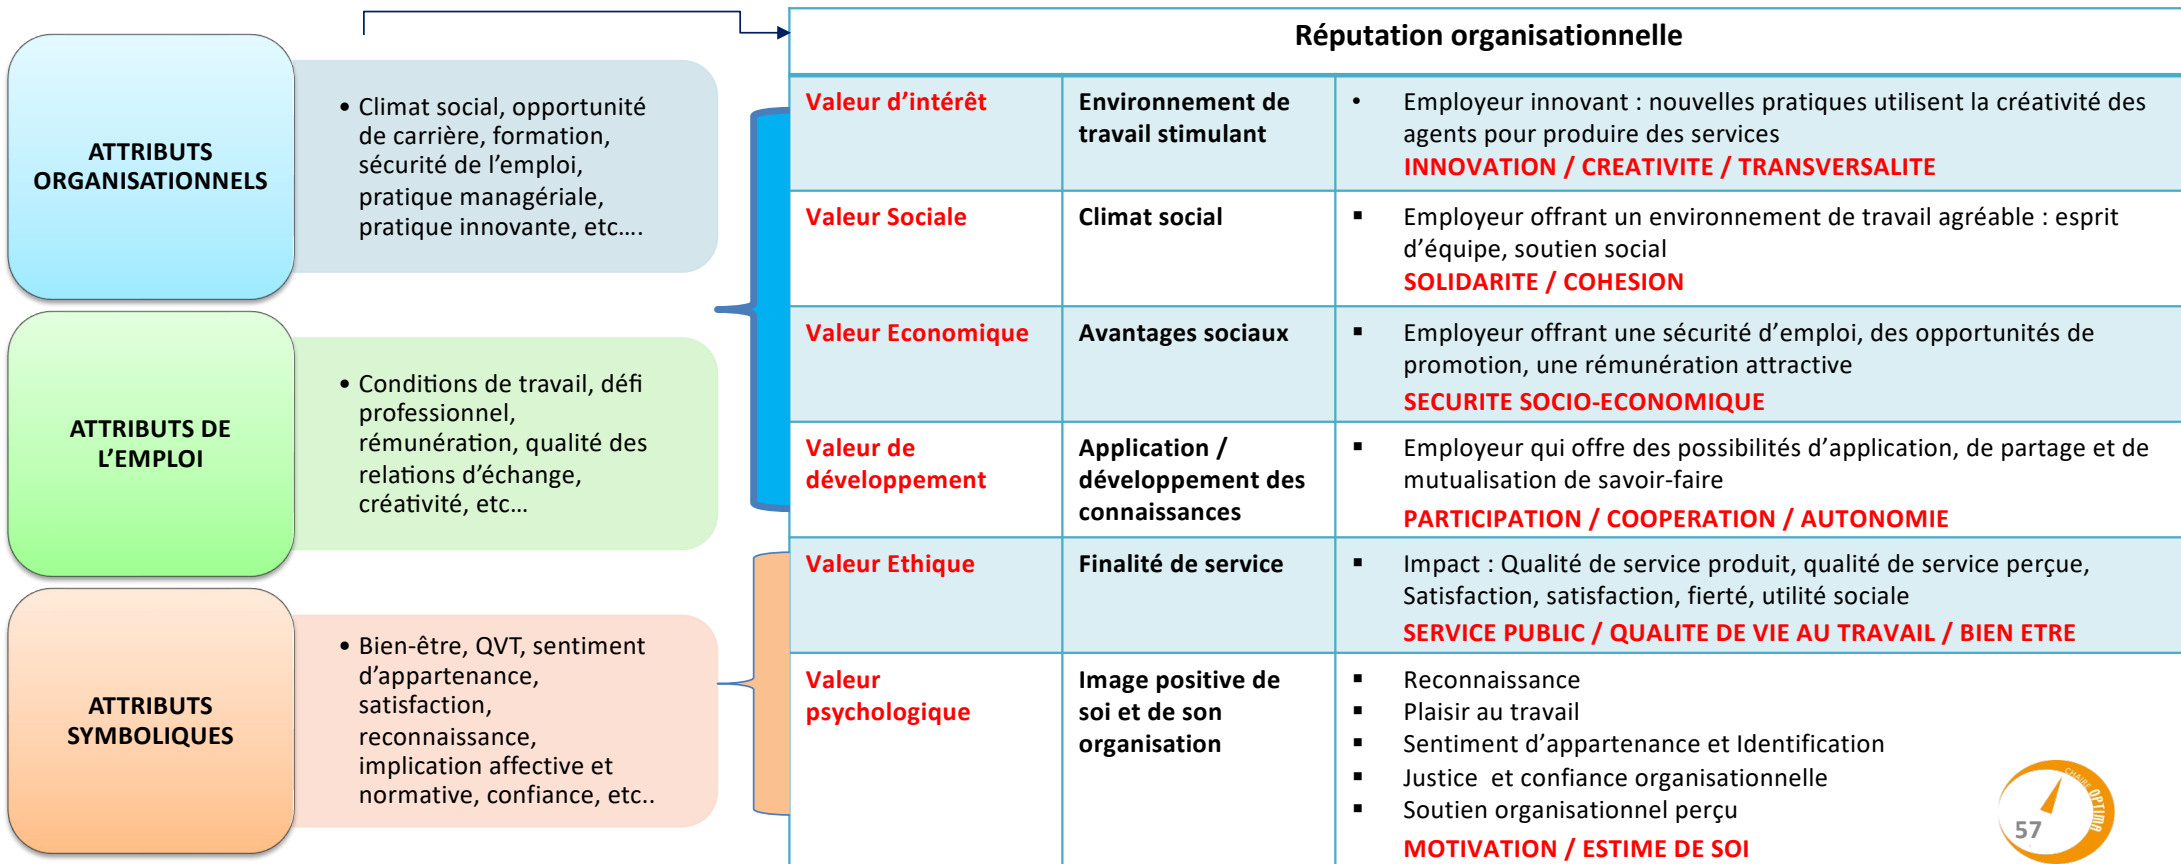 ATTRIBUTS
ORGANISATIONNELS
• Climat social, opportunité
de carrière, formation,
sécurité de l’emploi,
pratique managériale,
pratique innovante, etc….
ATTRIBUTS DE
L’EMPLOI
• Conditions de travail, défi
professionnel,
rémunération, qualité des
relations d’échange,
créativité, etc…
ATTRIBUTS
SYMBOLIQUES
• Bien-être, QVT, sentiment
d’appartenance,
satisfaction,
reconnaissance,
implication affective et
normative, confiance, etc..
Réputation organisationnelle
Valeur d’intérêt
Environnement de
travail stimulant
• Employeur innovant : nouvelles pratiques utilisent la créativité des
agents pour produire des services
INNOVATION / CREATIVITE / TRANSVERSALITE
Valeur Sociale
Climat social
▪ Employeur offrant un environnement de travail agréable : esprit
d’équipe, soutien social
SOLIDARITE / COHESION
Valeur Economique
Avantages sociaux
▪ Employeur offrant une sécurité d’emploi, des opportunités de
promotion, une rémunération attractive
SECURITE SOCIO-ECONOMIQUE
Valeur de
développement
Application /
développement des
connaissances
▪ Employeur qui offre des possibilités d’application, de partage et de
mutualisation de savoir-faire
PARTICIPATION / COOPERATION / AUTONOMIE
Valeur Ethique
Finalité de service
▪ Impact : Qualité de service produit, qualité de service perçue,
Satisfaction, satisfaction, fierté, utilité sociale
SERVICE PUBLIC / QUALITE DE VIE AU TRAVAIL / BIEN ETRE
Valeur
psychologique
Image positive de
soi et de son
organisation
▪ Reconnaissance
▪ Plaisir au travail
▪ Sentiment d’appartenance et Identification
▪ Justice et confiance organisationnelle
▪ Soutien organisationnel perçu
MOTIVATION / ESTIME DE SOI
CHAIRE OPTIMA
57